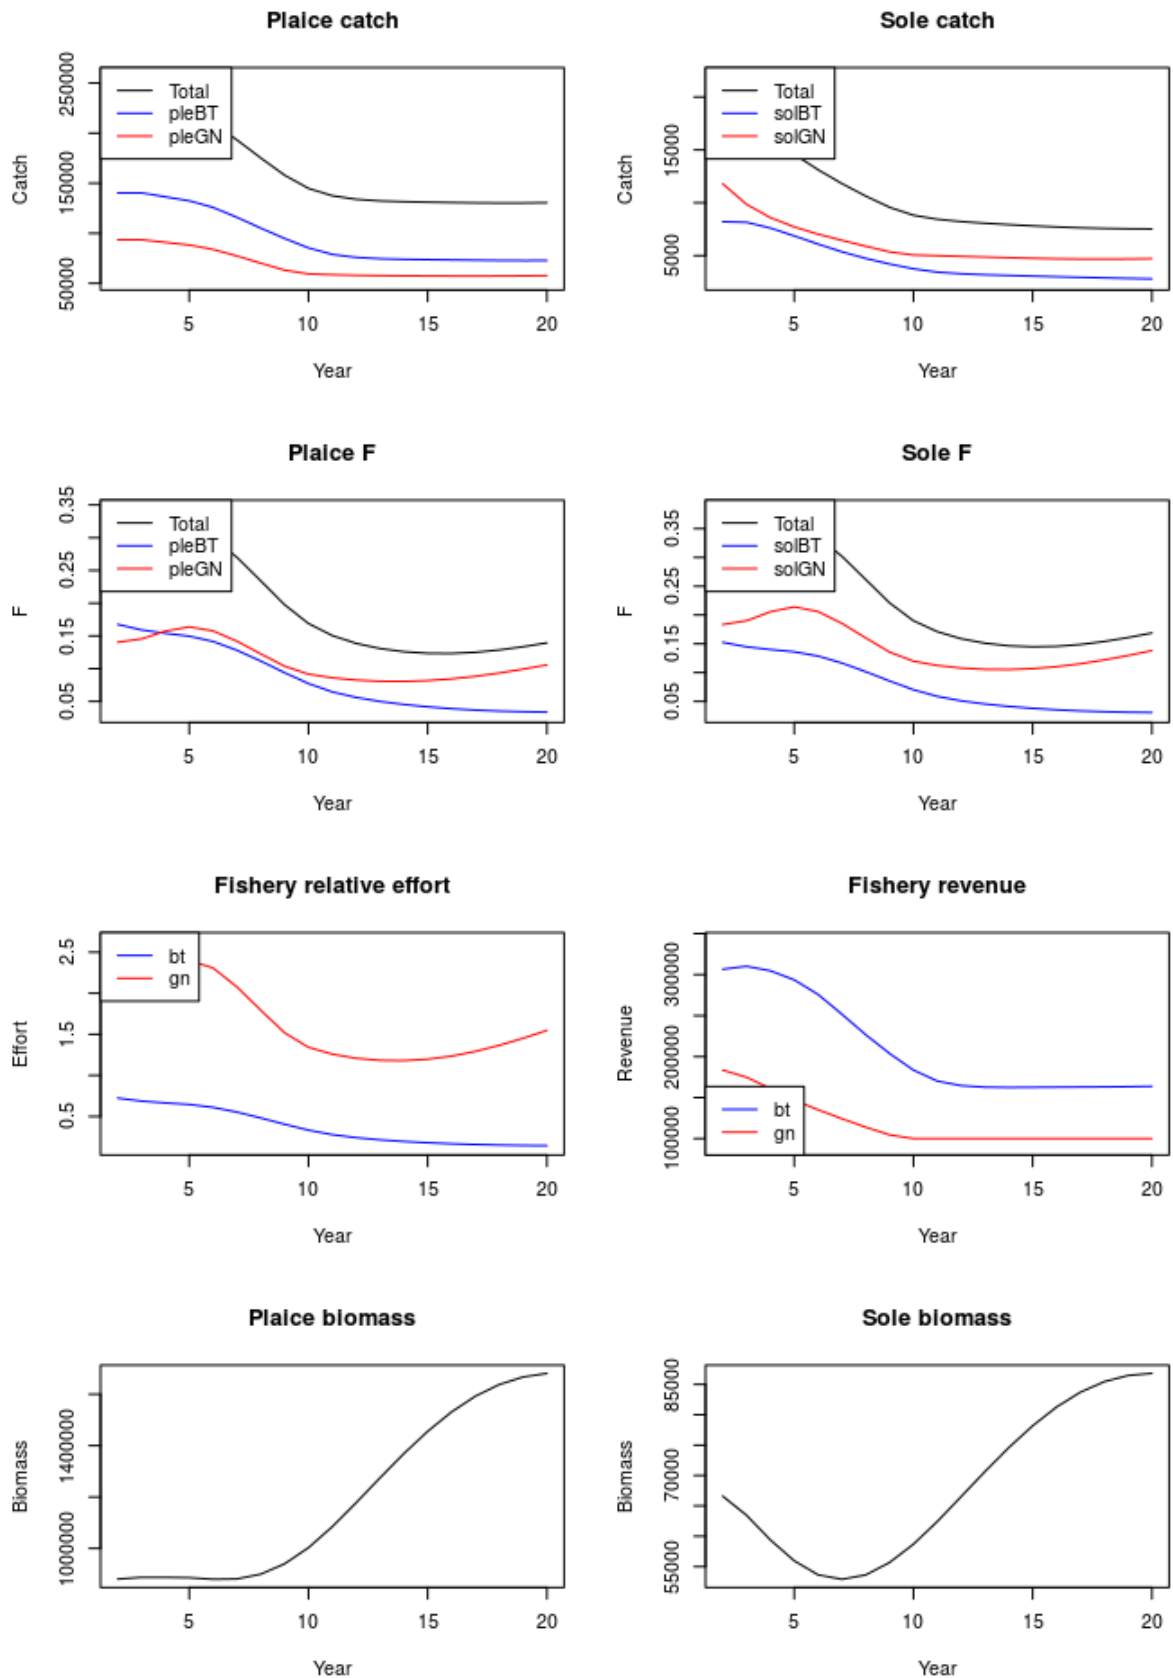 Plaice catch
Total
pleBT
pleGN
250000
150000
50000
Catch
5 10 15 20
Year
Sole catch
Total
solBT
solGN
15000
5000
Catch
5 10 15 20
Year
Plaice F
Total
pleBT
pleGN
0.35
0.25
0.15
0.05
F
5 10 15 20
Year
Sole F
Total
solBT
solGN
0.35
0.25
0.15
0.05
F
5 10 15 20
Year
Fishery relative effort
bt
gn
2.5
1.5
0.5
Effort
5 10 15 20
Year
Fishery revenue
300000
200000
100000
bt
gn
Revenue
5 10 15 20
Year
Plaice biomass
1400000
1000000
Biomass
5 10 15 20
Year
Sole biomass
85000
70000
55000
Biomass
5 10 15 20
Year